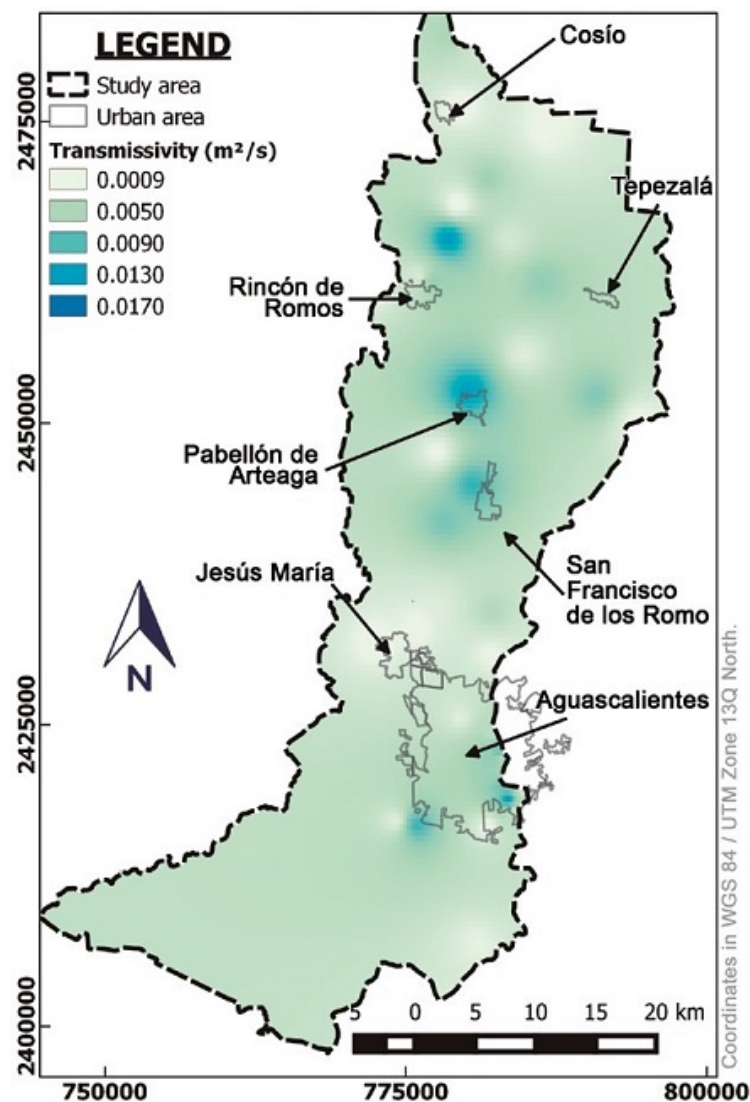 LEGEND
Study area
Urban area
Transmissivity (m²/s)
0.0009
0.0050
0.0090
0.0130
0.0170
Cosío
Tepezalá
Rincón de
Romos
Pabellón de
Arteaga
Jesús María
San
Francisco
de los Romo
Aguascalientes
N
5 0 5 10 15 20 km
2475000
2450000
2425000
2400000
750000 775000 800000
Coordinates in WGS 84 / UTM Zone 13Q North.